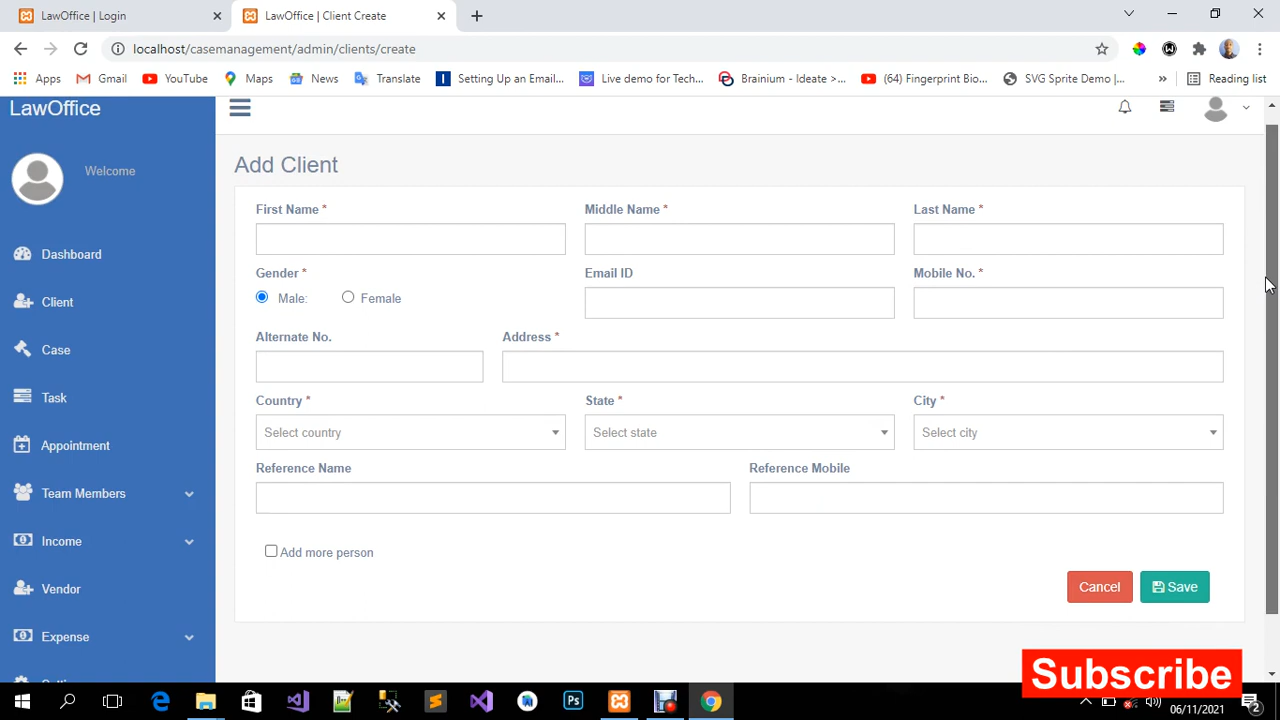 LawOffice | Login
LawOffice | Client Create
localhost/casemanagement/admin/clients/create
Apps Gmail YouTube Maps News Translate Setting Up an Email... Live demo for Tech... Brainium - Ideate >... (64) Fingerprint Bio... SVG Sprite Demo |... » Reading list
LawOffice
Welcome
Dashboard
Client
Case
Task
Appointment
Team Members
Income
Vendor
Expense
Add Client
First Name * Middle Name * Last Name *
Gender * Email ID Mobile No. *
Male: Female
Alternate No. Address *
Country * State * City *
Select country Select state Select city
Reference Name Reference Mobile
Add more person
Cancel Save
Subscribe
06/11/2021
2